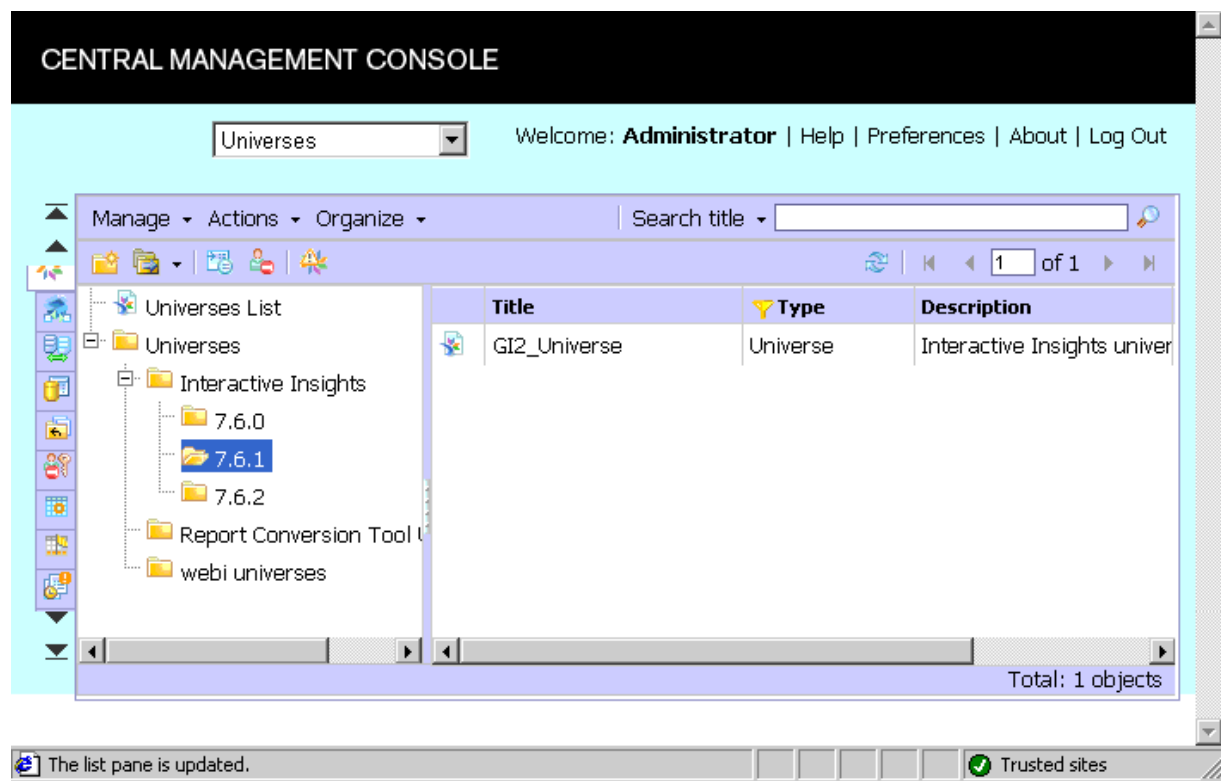 CENTRAL MANAGEMENT CONSOLE
Universes Welcome: Administrator | Help | Preferences | About | Log Out
Manage Actions Organize Search title
1 of 1
Universes List
Universes
Interactive Insights
7.6.0
7.6.1
7.6.2
Report Conversion Tool U
webi universes
Title Type Description
GI2_Universe Universe Interactive Insights univer
Total: 1 objects
The list pane is updated. Trusted sites